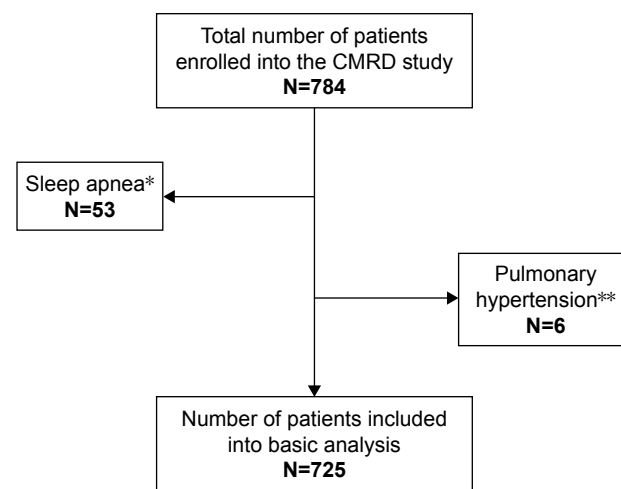 Total number of patients
enrolled into the CMRD study
N=784
Sleep apnea*
N=53
Pulmonary
hypertension**
N=6
Number of patients included
into basic analysis
N=725